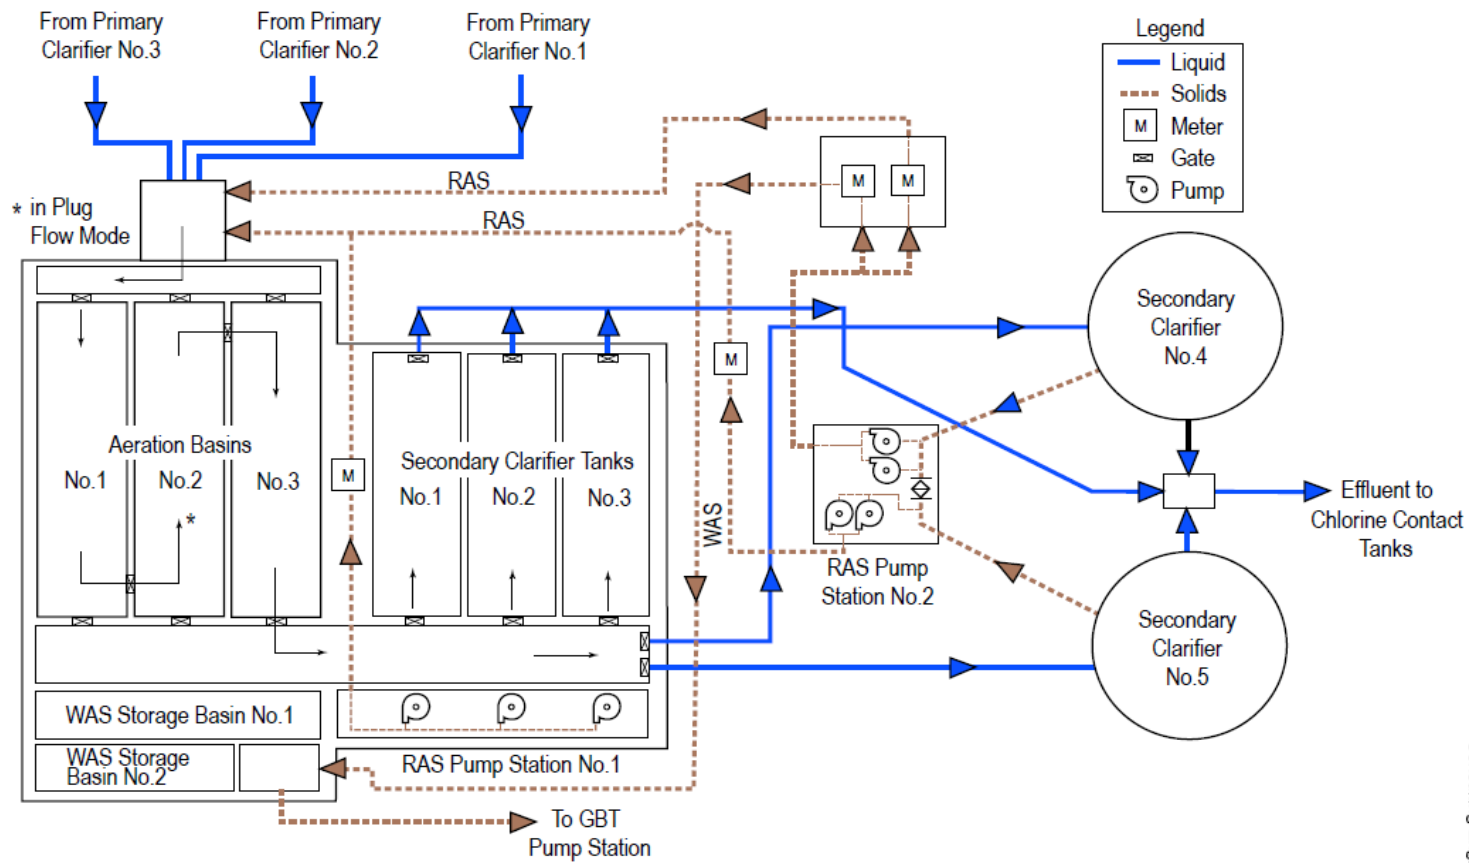 From Primary
Clarifier No.3
From Primary
Clarifier No.2
From Primary
Clarifier No.1
Legend
Liquid
Solids
M Meter
Gate
Pump
RAS
RAS
M
M
* in Plug
Flow Mode
Secondary
Clarifier
No.4
M
Aeration Basins
No.1
No.2
No.3
*
M
Secondary Clarifier Tanks
No.1
No.2
No.3
WAS
RAS Pump
Station No.2
Effluent to
Chlorine Contact
Tanks
Secondary
Clarifier
No.5
WAS Storage Basin No.1
WAS Storage
Basin No.2
RAS Pump Station No.1
To GBT
Pump Station